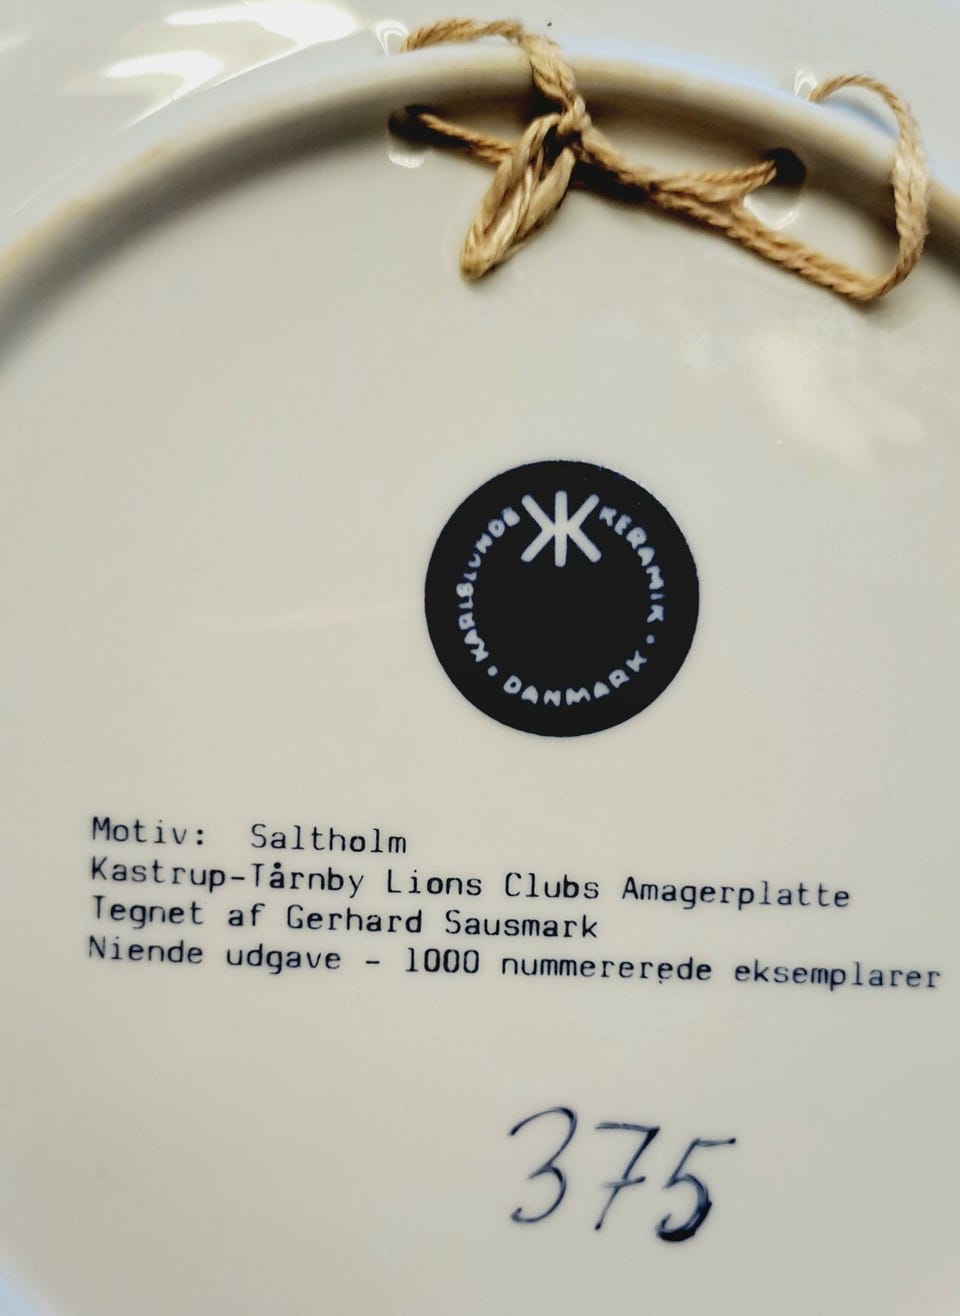 KARLSLUNDE KERAMIK · DANMARK ·
Motiv: Saltholm
Kastrup-Tårnby Lions Clubs Amagerplatte
Tegnet af Gerhard Sausmark
Niende udgave - 1000 nummererede eksemplarer
375